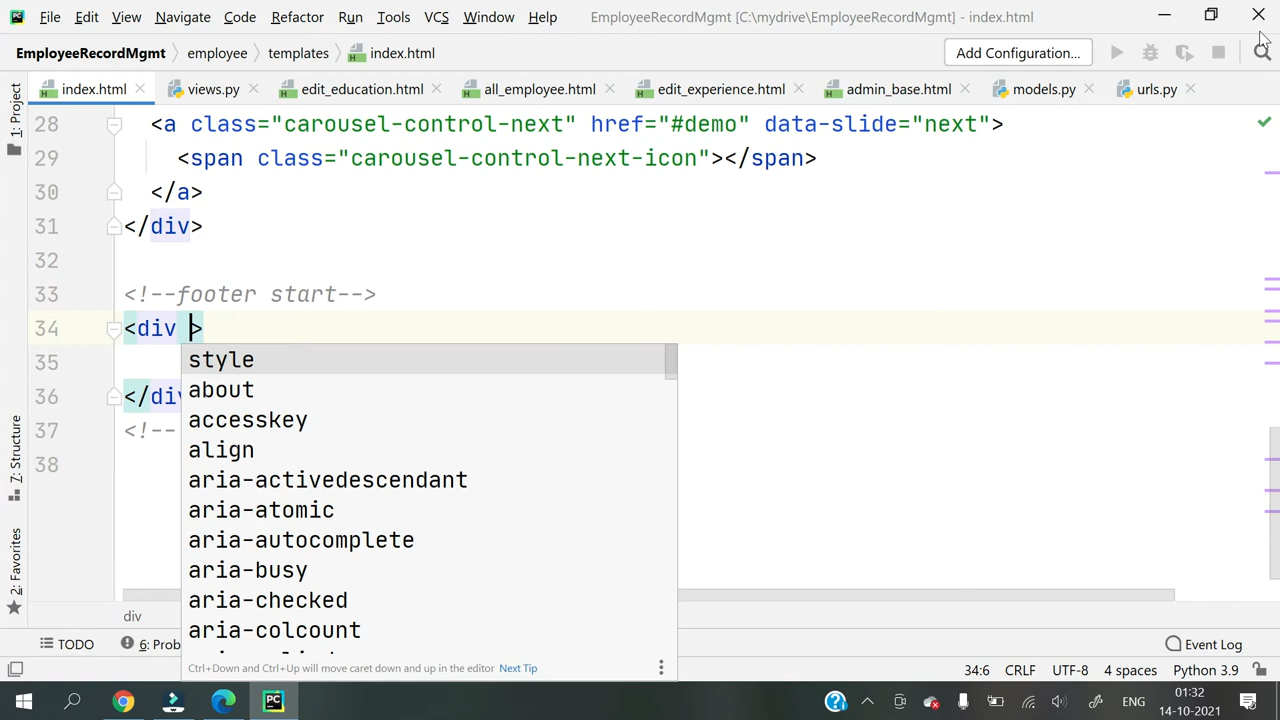 File Edit View Navigate Code Refactor Run Tools VCS Window Help EmployeeRecordMgmt [C:\mydrive\EmployeeRecordMgmt] - index.html
EmployeeRecordMgmt employee templates index.html Add Configuration...
index.html views.py edit_education.html all_employee.html edit_experience.html admin_base.html models.py urls.py
1: Project
7: Structure
2: Favorites
28 <a class="carousel-control-next" href="#demo" data-slide="next">
29 <span class="carousel-control-next-icon"></span>
30 </a>
31 </div>
32
33 <!--footer start-->
34 <div >
35
36 </div
37 <!--
38
style
about
accesskey
align
aria-activedescendant
aria-atomic
aria-autocomplete
aria-busy
aria-checked
aria-colcount
Ctrl+Down and Ctrl+Up will move caret down and up in the editor Next Tip
div
TODO 6: Prob Event Log
34:6 CRLF UTF-8 4 spaces Python 3.9
PC ENG 01:32
14-10-2021